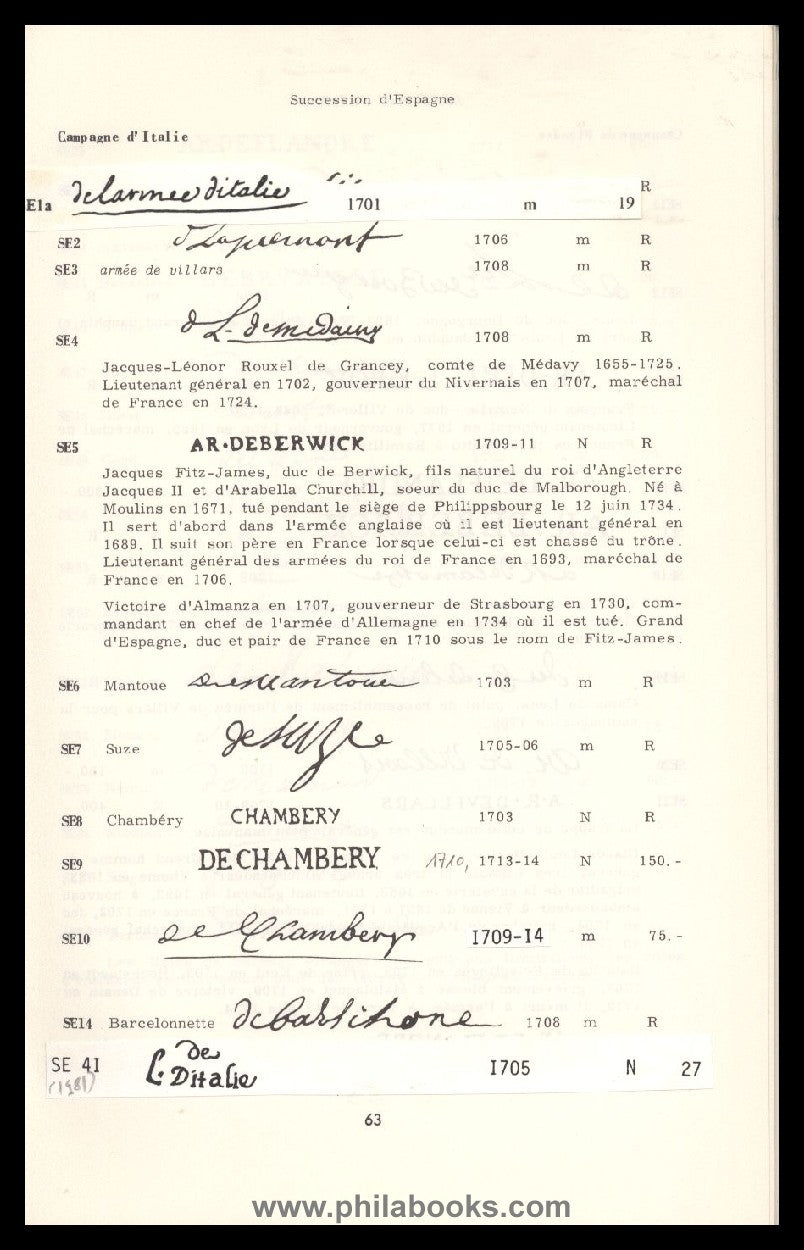 Succession d'Espagne
Campagne d'Italie
E1a delarmee ditalie 1701 m 19 R
SE2 1706 m R
SE3 armée de villars 1708 m R
SE4 1708 m R
Jacques-Léonor Rouxel de Grancey, comte de Médavy 1655-1725.
Lieutenant général en 1702, gouverneur du Nivernais en 1707, maréchal
de France en 1724.
SE5 AR•DEBERWICK 1709-11 N R
Jacques Fitz-James, duc de Berwick, fils naturel du roi d'Angleterre
Jacques II et d'Arabella Churchill, soeur du duc de Malborough. Né à
Moulins en 1671, tué pendant le siège de Philippsbourg le 12 juin 1734.
Il sert d'abord dans l'armée anglaise où il est lieutenant général en
1689. Il suit son père en France lorsque celui-ci est chassé du trône.
Lieutenant général des armées du roi de France en 1693, maréchal de
France en 1706.
Victoire d'Almanza en 1707, gouverneur de Strasbourg en 1730, com-
mandant en chef de l'armée d'Allemagne en 1734 où il est tué. Grand
d'Espagne, duc et pair de France en 1710 sous le nom de Fitz-James.
SE6 Mantoue De Mantoue 1703 m R
SE7 Suze de suze 1705-06 m R
SE8 Chambéry CHAMBERY 1703 N R
SE9 DECHAMBERY 1710, 1713-14 N 150.-
SE10 de Chambery 1709-14 m 75.-
SE14 Barcelonnette 1708 m R
SE 41 L. de 1705 N 27
(1981) Ditalie
63
www.philabooks.com